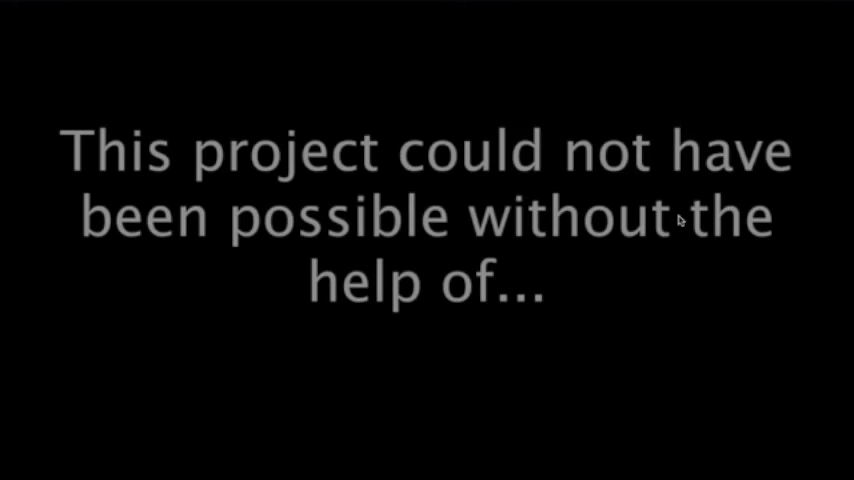 This project could not have
been possible without the
help of...